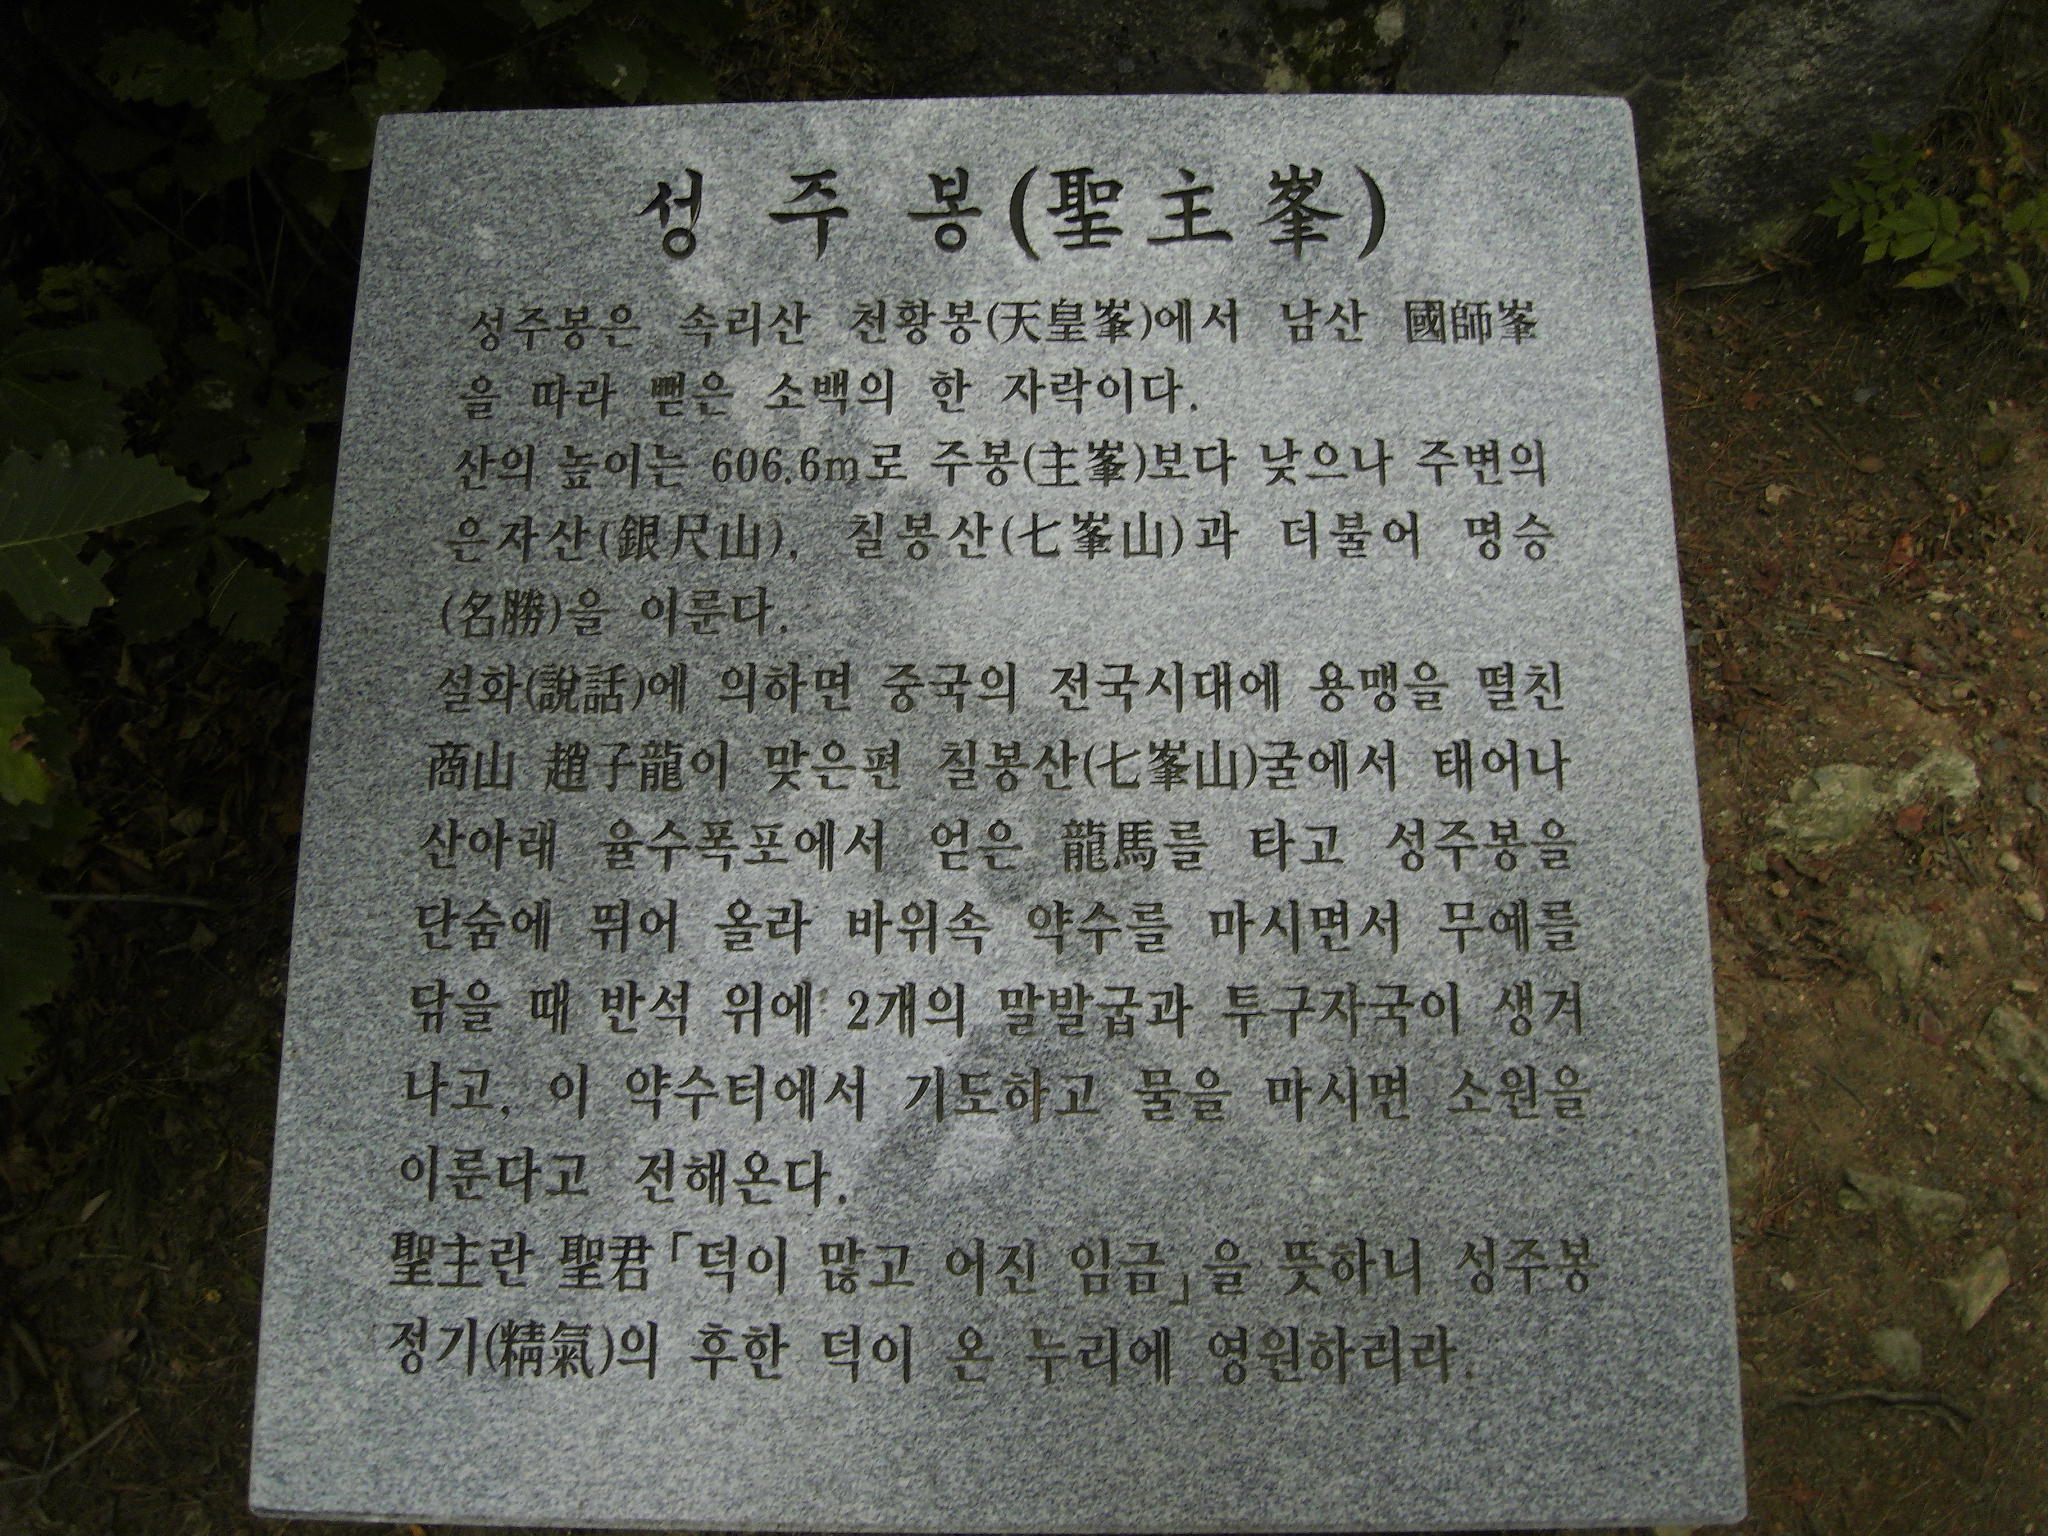 성주봉(聖主峯)
성주봉은 속리산 천황봉(天皇峯)에서 남산 國師峯
을 따라 뻗은 소백의 한 자락이다.
산의 높이는 606.6m로 주봉(主峯)보다 낮으나 주변의
은자산(銀尺山), 칠봉산(七峯山)과 더불어 명승
(名勝)을 이룬다.
설화(說話)에 의하면 중국의 전국시대에 용맹을 떨친
商山 趙子龍이 맞은편 칠봉산(七峯山)굴에서 태어나
산아래 율수폭포에서 얻은 龍馬를 타고 성주봉을
단숨에 뛰어 올라 바위속 약수를 마시면서 무예를
닦을 때 반석 위에 2개의 말발굽과 투구자국이 생겨
나고, 이 약수터에서 기도하고 물을 마시면 소원을
이룬다고 전해온다.
聖主란 聖君「덕이 많고 어진 임금」을 뜻하니 성주봉
정기(精氣)의 후한 덕이 온 누리에 영원하리라.